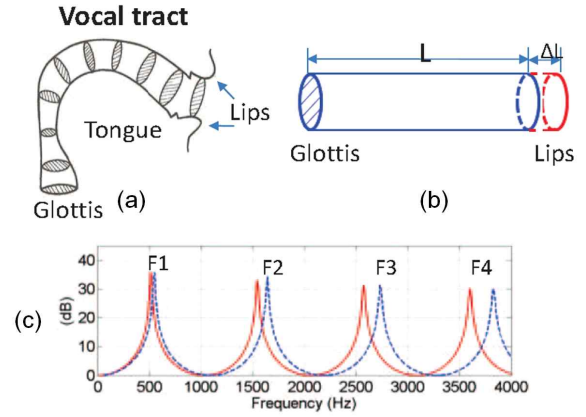 Vocal tract
Lips
Tongue
Glottis
(a)
L
ΔL
Glottis
Lips
(b)
(c)
F1
F2
F3
F4
(dB)
40
30
20
10
0
0
500
1000
1500
2000
2500
3000
3500
4000
Frequency (Hz)